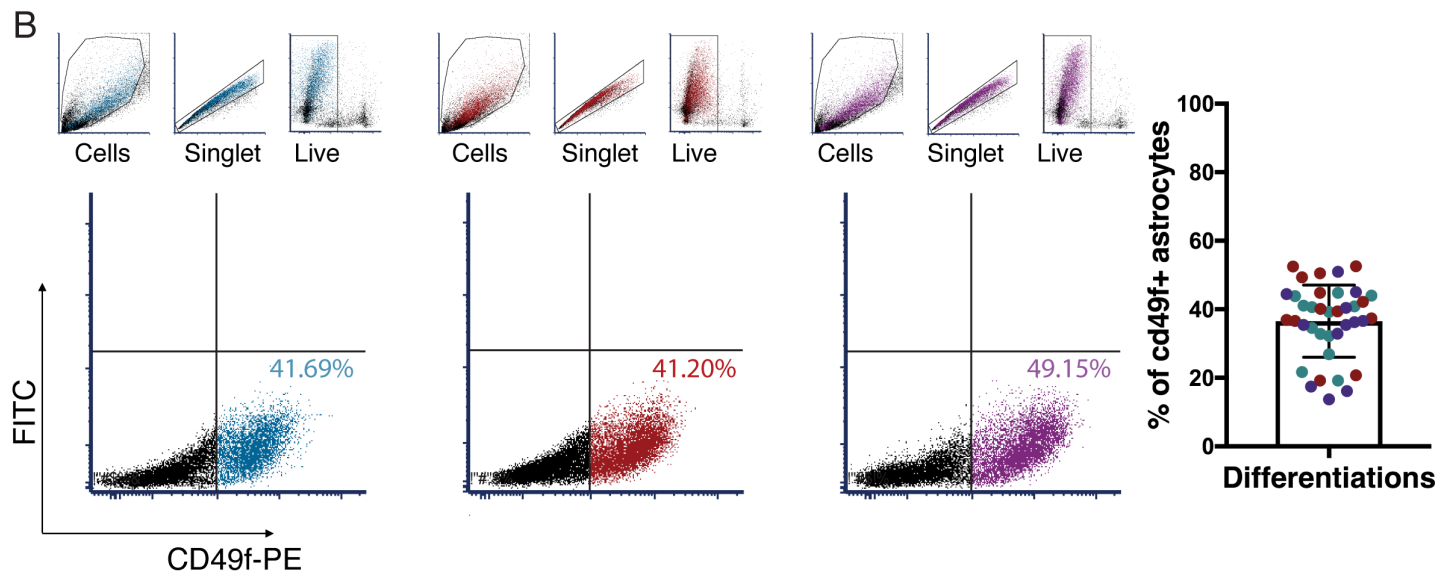 B
Cells Singlet Live
Cells Singlet Live
Cells Singlet Live
41.69%
41.20%
49.15%
FITC
CD49f-PE
% of cd49f+ astrocytes
100
80
60
40
20
0
Differentiations